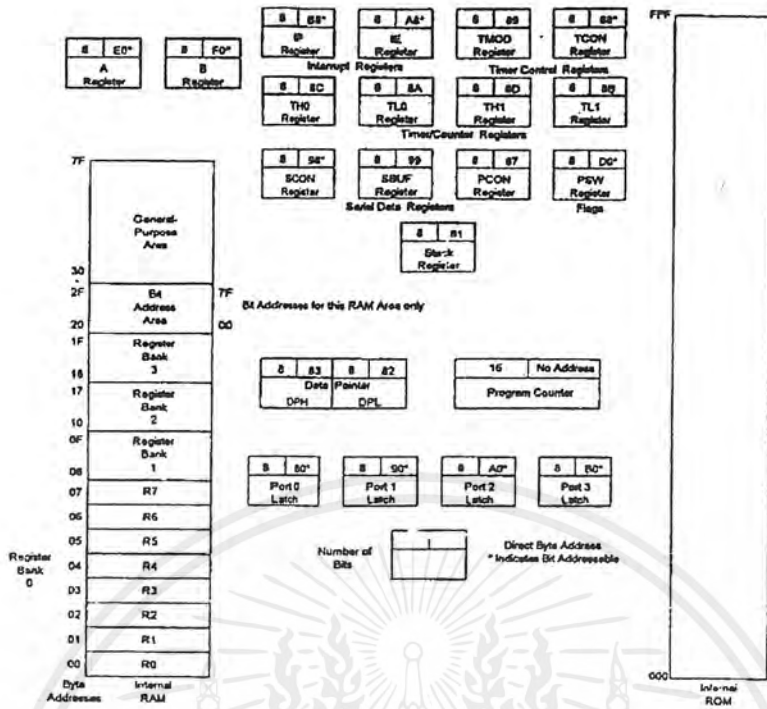 8 E0*
A
Register
8 F0*
B
Register
8 B8*
IP
Register
8 A8*
IE
Register
Interrupt Registers
8 89
TMOD
Register
8 88*
TCON
Register
Timer Control Registers
8 8C
TH0
Register
8 8A
TL0
Register
8 8D
TH1
Register
8 8B
TL1
Register
Timer/Counter Registers
8 98*
SCON
Register
8 99
SBUF
Register
8 87
PCON
Register
Serial Data Registers
8 D0*
PSW
Register
Flags
8 81
Stack
Register
7F
General-
Purpose
Area
30
2F
Bit
Address
Area
20
7F
00
Bit Addresses for this RAM Area only
1F
Register
Bank
3
18
17
Register
Bank
2
10
0F
Register
Bank
1
08
07 R7
06 R6
05 R5
04 R4
03 R3
02 R2
01 R1
00 R0
Register
Bank
0
Byte
Addresses
Internal
RAM
8 83 8 82
Data Pointer
DPH DPL
16 No Address
Program Counter
8 80*
Port 0
Latch
8 90*
Port 1
Latch
8 A0*
Port 2
Latch
8 B0*
Port 3
Latch
Number of
Bits
Direct Byte Address
* Indicates Bit Addressable
FFF
000
Internal
ROM